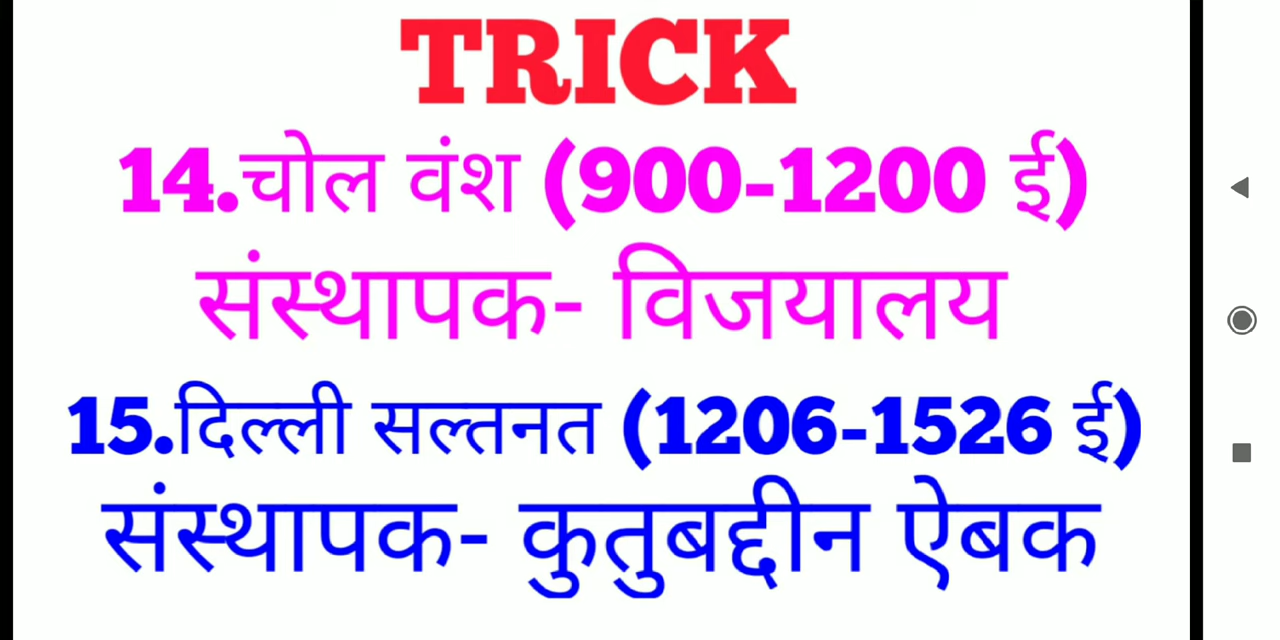 TRICK
14.चोल वंश (900-1200 ई)
संस्थापक- विजयालय
15.दिल्ली सल्तनत (1206-1526 ई)
संस्थापक- कुतुबद्दीन ऐबक